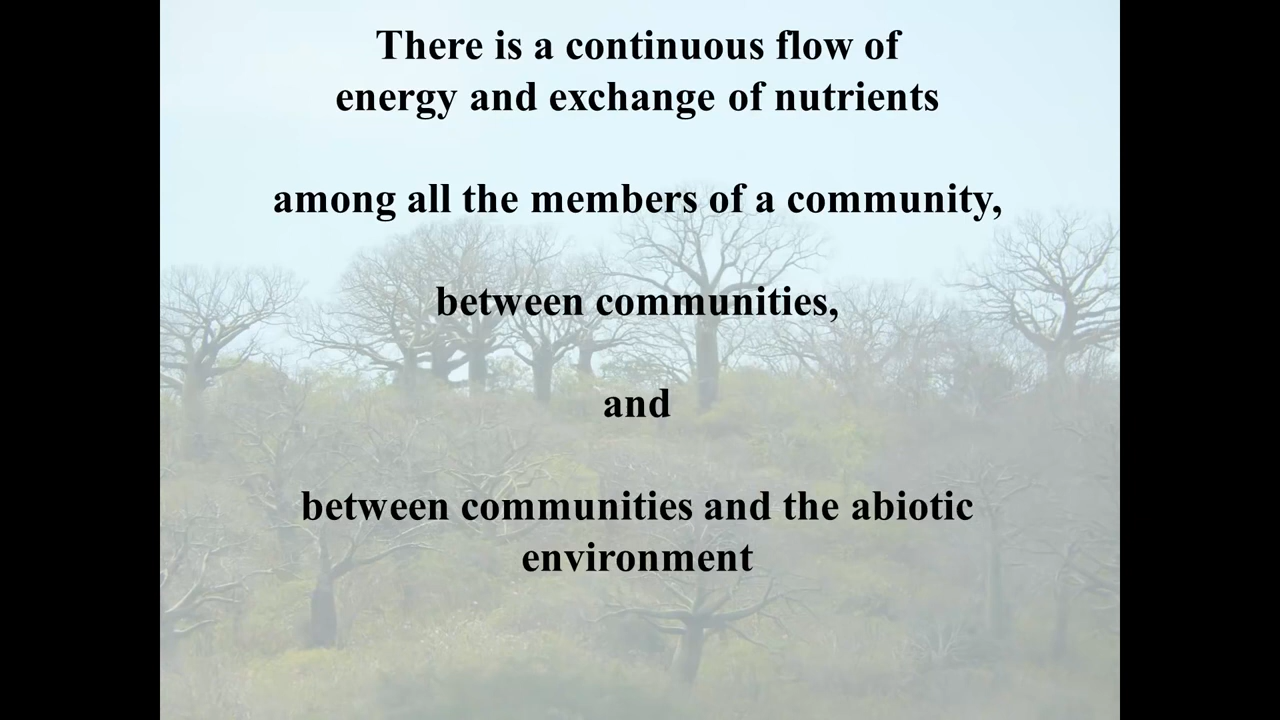 There is a continuous flow of
energy and exchange of nutrients
among all the members of a community,
between communities,
and
between communities and the abiotic
environment